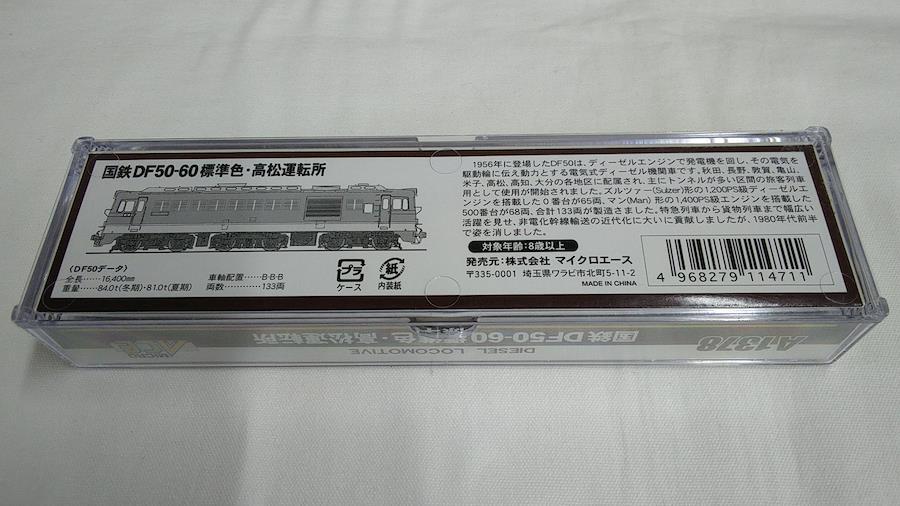 国鉄 DF50-60 標準色・高松運転所
〈DF50データ〉
全長……16,400mm
重量……84.0t(冬期)・81.0t(夏期)
車軸配置……B-B-B
両数…………133両
プラ
ケース
紙
内装紙
1956年に登場したDF50は、ディーゼルエンジンで発電機を回し、その電気を
駆動輪に伝え動力とする電気式ディーゼル機関車です。秋田、長野、敦賀、亀山、
米子、高松、高知、大分の各地区に配属され、主にトンネルが多い区間の旅客列車
用として使用が開始されました。ズルツァー(Sulzer)形の1,200PS級ディーゼルエ
ンジンを搭載した0番台が65両、マン(Man)形の1,400PS級エンジンを搭載した
500番台が68両、合計133両が製造さました。特急列車から貨物列車まで幅広い
活躍を見せ、非電化幹線輸送の近代化に大いに貢献しましたが、1980年代前半
で姿を消しました。
対象年齢:8歳以上
発売元:株式会社 マイクロエース
〒335-0001 埼玉県ワラビ市北町5-11-2
MADE IN CHINA
4 968279 114711
A1378
国鉄 DF50-60 標準色・高松運転所
DIESEL LOCOMOTIVE
MICRO ACE